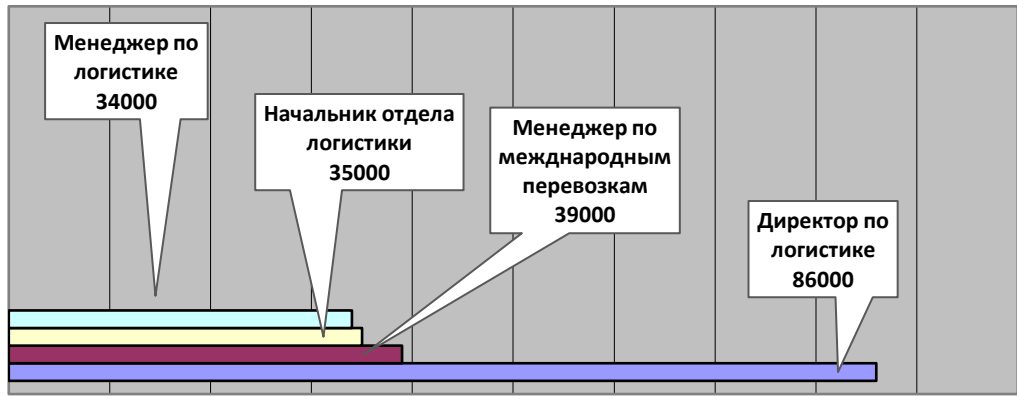 Менеджер по
логистике
34000
Начальник отдела
логистики
35000
Менеджер по
международным
перевозкам
39000
Директор по
логистике
86000